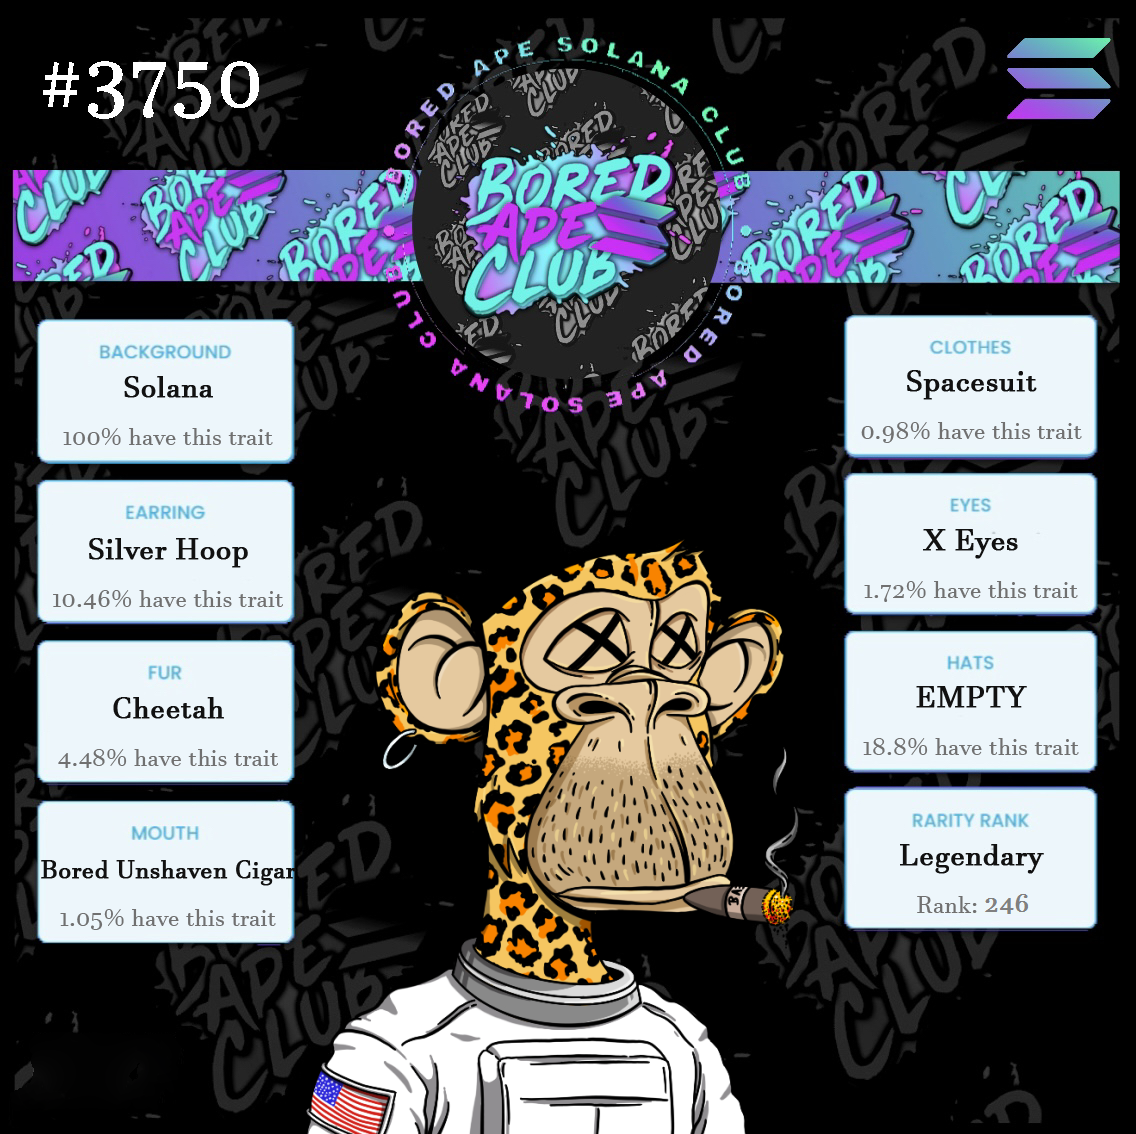 #3750
BORED APE SOLANA CLUB
BORED
APE
CLUB
BORED APE SOLANA CLUB
BACKGROUND
Solana
100% have this trait
EARRING
Silver Hoop
10.46% have this trait
FUR
Cheetah
4.48% have this trait
MOUTH
Bored Unshaven Cigar
1.05% have this trait
CLOTHES
Spacesuit
0.98% have this trait
EYES
X Eyes
1.72% have this trait
HATS
EMPTY
18.8% have this trait
RARITY RANK
Legendary
Rank: 246